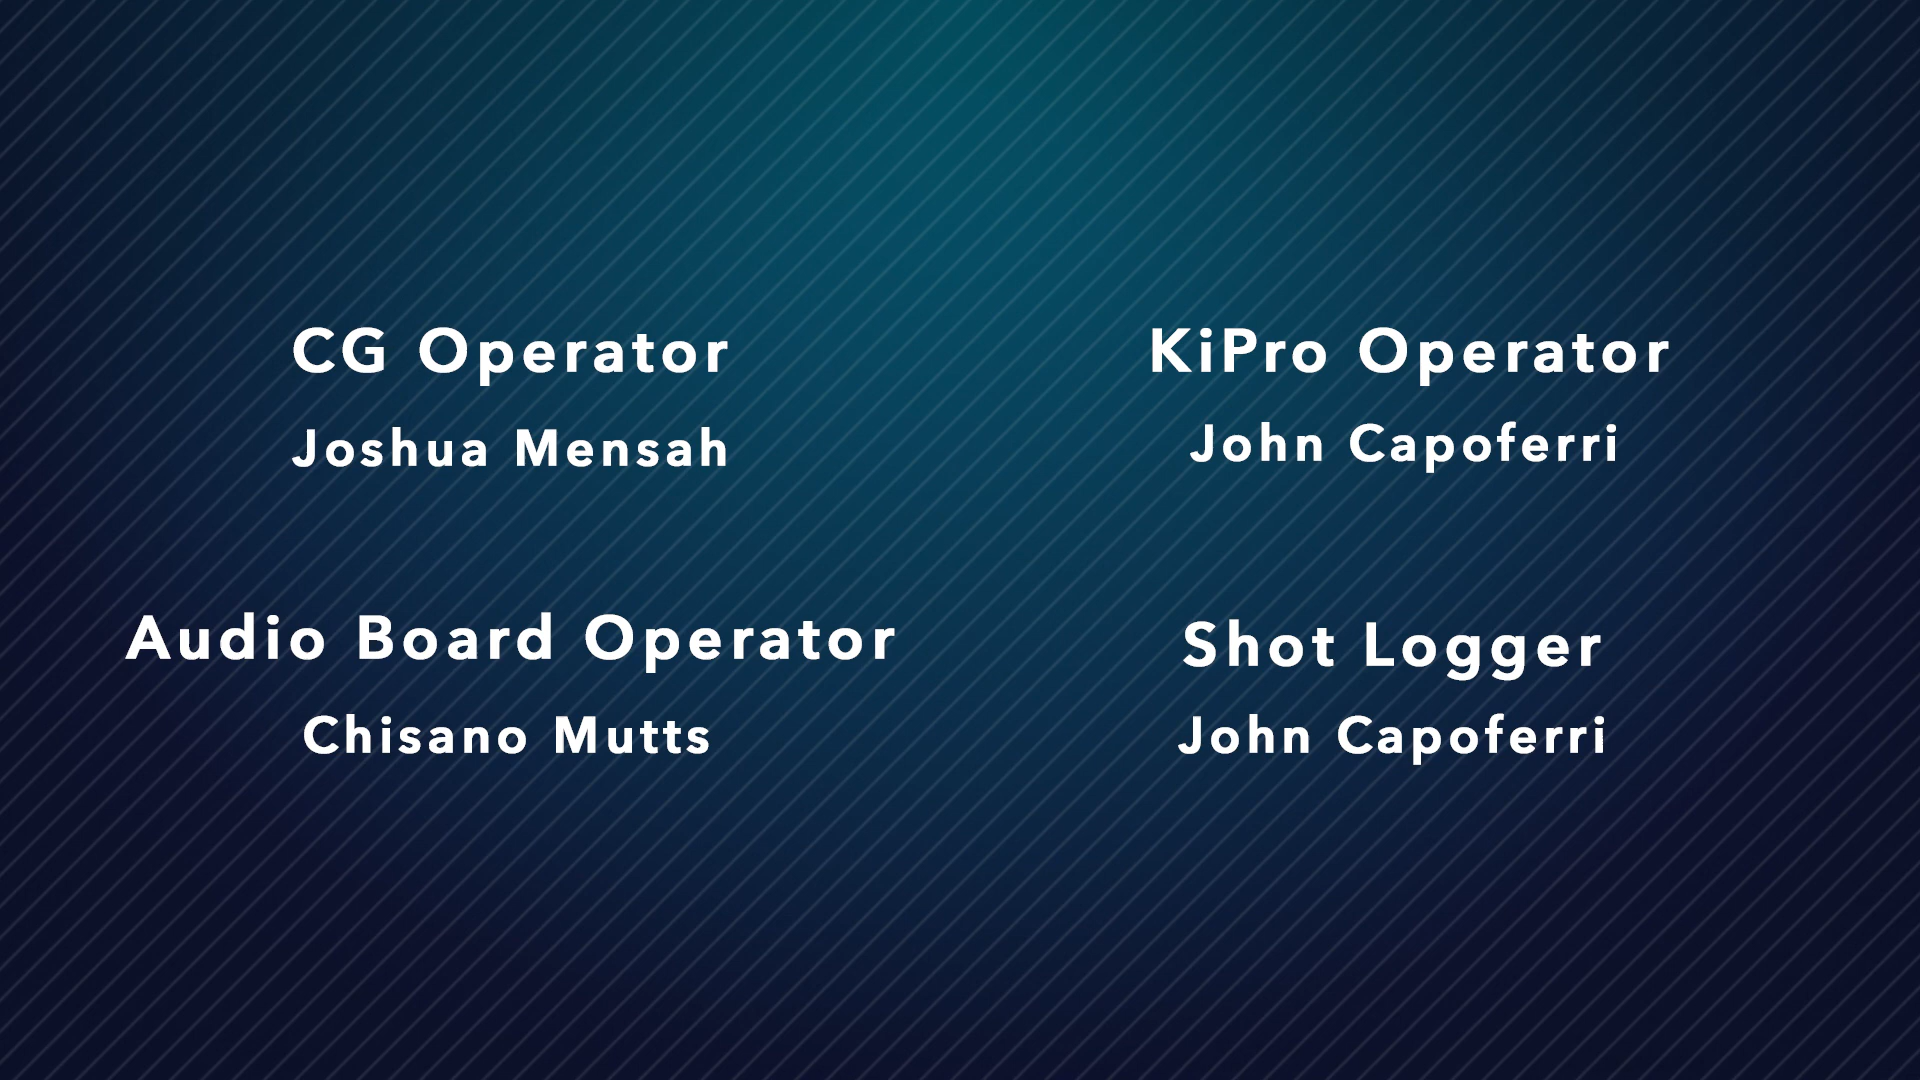 CG Operator
Joshua Mensah
KiPro Operator
John Capoferri
Audio Board Operator
Chisano Mutts
Shot Logger
John Capoferri